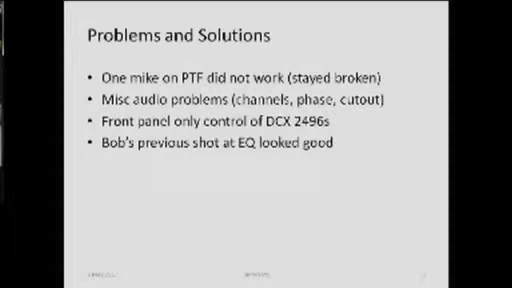 Problems and Solutions
• One mike on PTF did not work (stayed broken)
• Misc audio problems (channels, phase, cutout)
• Front panel only control of DCX 2496s
• Bob's previous shot at EQ looked good